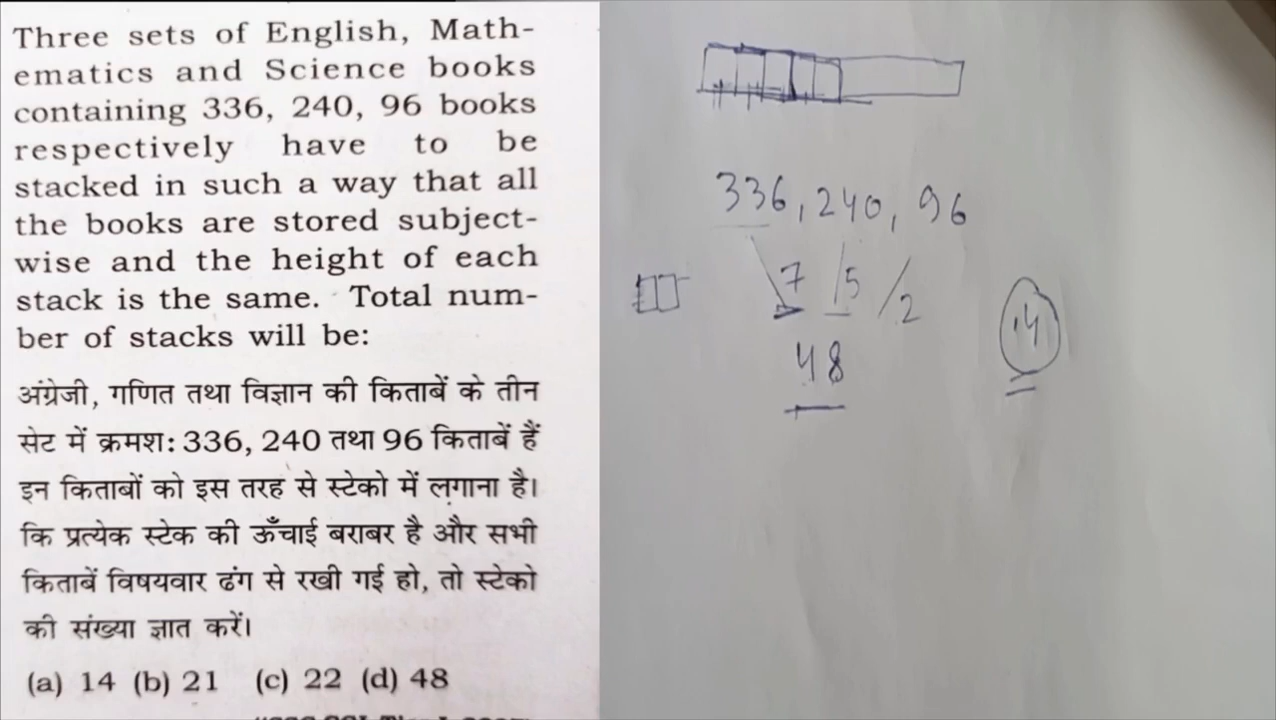 Three sets of English, Math-
ematics and Science books
containing 336, 240, 96 books
respectively have to be
stacked in such a way that all
the books are stored subject-
wise and the height of each
stack is the same. Total num-
ber of stacks will be:
अंग्रेजी, गणित तथा विज्ञान की किताबें के तीन
सेट में क्रमश: 336, 240 तथा 96 किताबें हैं
इन किताबों को इस तरह से स्टेको में लगाना है।
कि प्रत्येक स्टेक की ऊँचाई बराबर है और सभी
किताबें विषयवार ढंग से रखी गई हो, तो स्टेको
की संख्या ज्ञात करें।
(a) 14 (b) 21 (c) 22 (d) 48
336, 240, 96
7 5 2
48
14